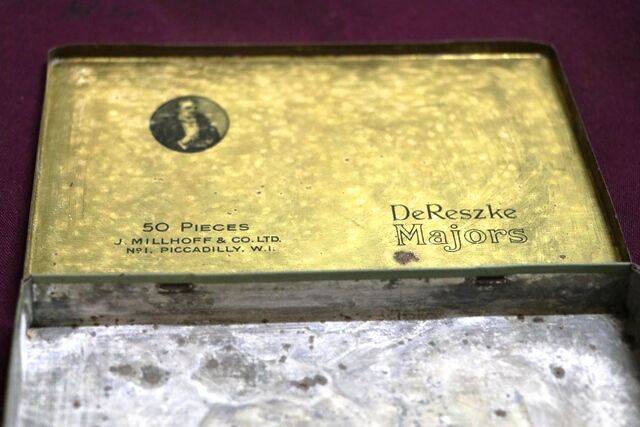 50 PIECES
J. MILLHOFF & CO. LTD.
Nº1, PICCADILLY, W.1.
DeReszke
Majors